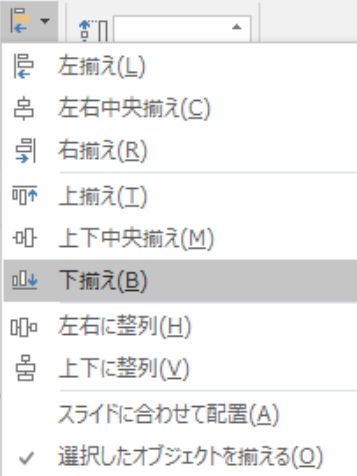 左揃え(L)
左右中央揃え(C)
右揃え(R)
上揃え(T)
上下中央揃え(M)
下揃え(B)
左右に整列(H)
上下に整列(V)
スライドに合わせて配置(A)
選択したオブジェクトを揃える(O)